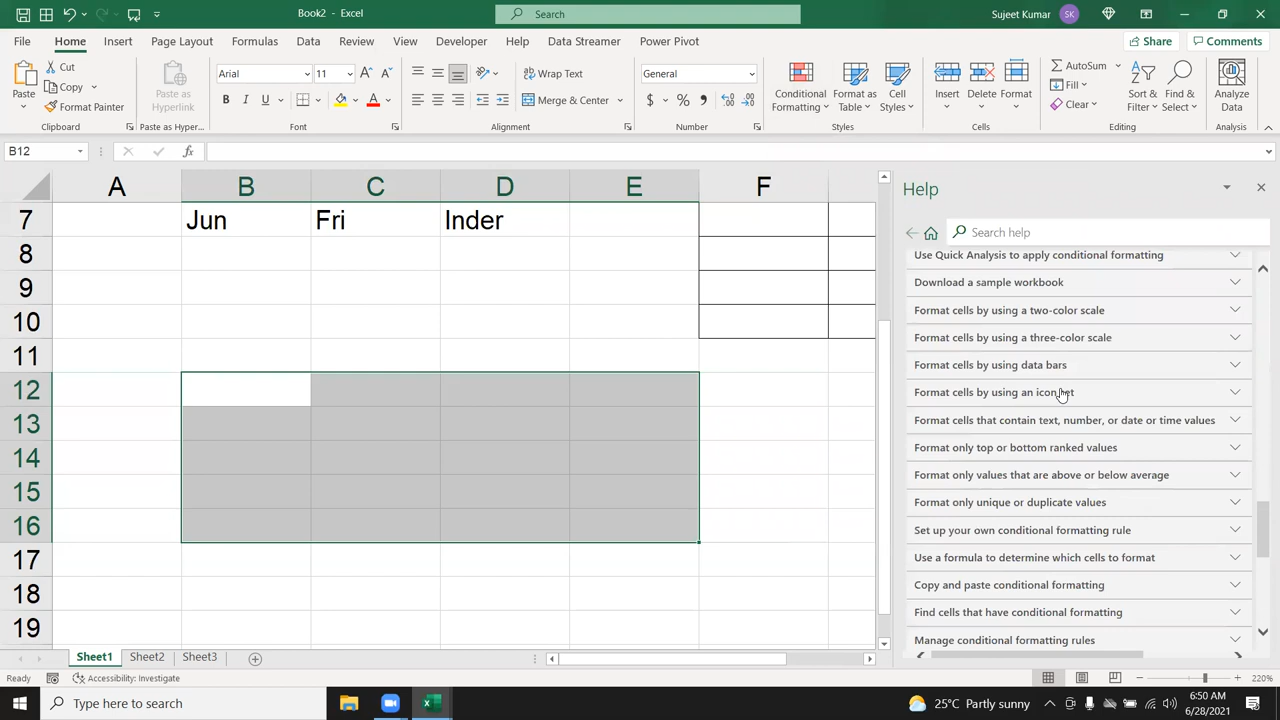 Book2 - Excel
Search
Sujeet Kumar
SK
File Home Insert Page Layout Formulas Data Review View Developer Help Data Streamer Power Pivot
Share
Comments
Paste
Cut
Copy
Format Painter
Clipboard
Paste as
Hyperlink
Paste as Hyper...
Arial
11
B I U
Font
Wrap Text
Merge & Center
Alignment
General
Number
Conditional
Formatting
Format as
Table
Cell
Styles
Styles
Insert
Delete
Format
Cells
AutoSum
Fill
Clear
Sort &
Filter
Find &
Select
Editing
Analyze
Data
Analysis
B12
fx
A B C D E F
7 Jun Fri Inder
8
9
10
11
12
13
14
15
16
17
18
19
Help
Search help
Use Quick Analysis to apply conditional formatting
Download a sample workbook
Format cells by using a two-color scale
Format cells by using a three-color scale
Format cells by using data bars
Format cells by using an icon set
Format cells that contain text, number, or date or time values
Format only top or bottom ranked values
Format only values that are above or below average
Format only unique or duplicate values
Set up your own conditional formatting rule
Use a formula to determine which cells to format
Copy and paste conditional formatting
Find cells that have conditional formatting
Manage conditional formatting rules
Sheet1 Sheet2 Sheet3
Ready
Accessibility: Investigate
220%
Type here to search
25°C Partly sunny
6:50 AM
6/28/2021